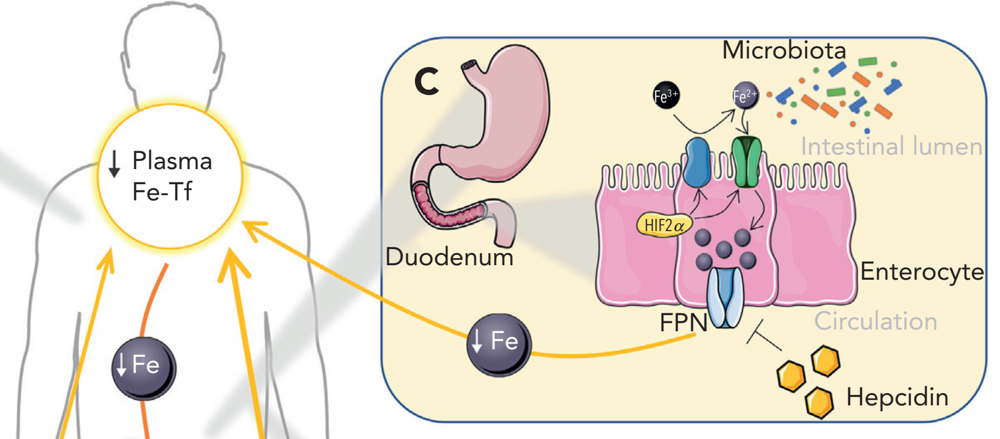 ↓ Plasma
Fe-Tf
↓ Fe
C
Duodenum
↓ Fe
Microbiota
Fe³⁺
Fe²⁺
Intestinal lumen
HIF2α
Enterocyte
FPN
Circulation
Hepcidin